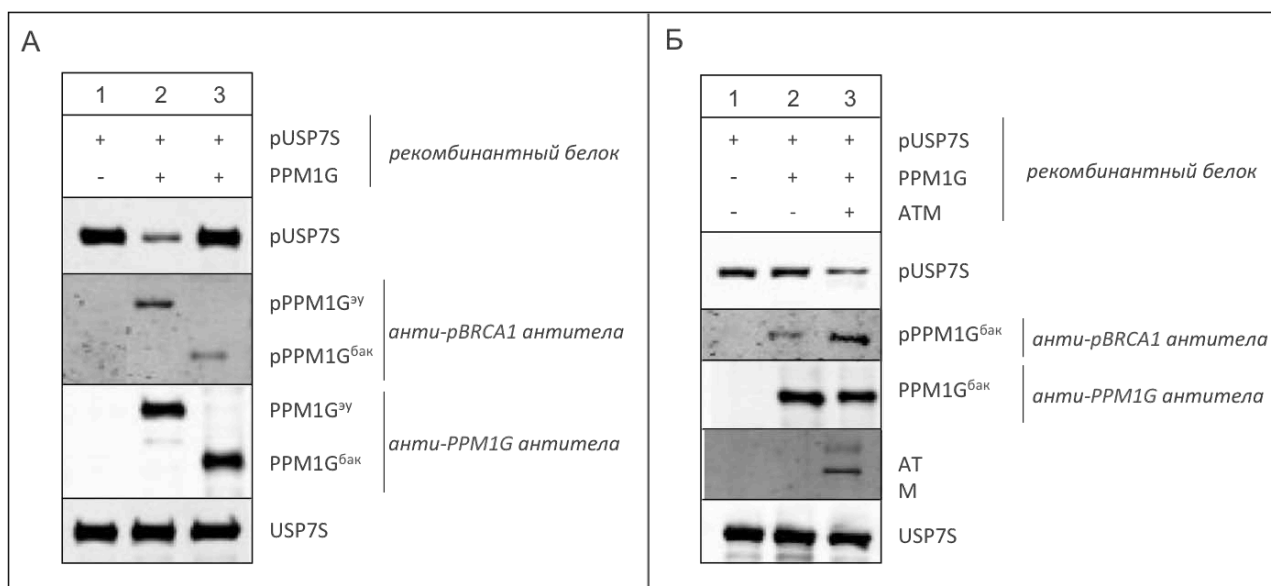 А
1 2 3
+ + + pUSP7S
- + + PPM1G
рекомбинантный белок
pUSP7S
pPPM1Gэу
pPPM1Gбак
анти-pBRCA1 антитела
PPM1Gэу
PPM1Gбак
анти-PPM1G антитела
USP7S
Б
1 2 3
+ + + pUSP7S
- + + PPM1G
- - + ATM
рекомбинантный белок
pUSP7S
pPPM1Gбак
анти-pBRCA1 антитела
PPM1Gбак
анти-PPM1G антитела
AT
M
USP7S